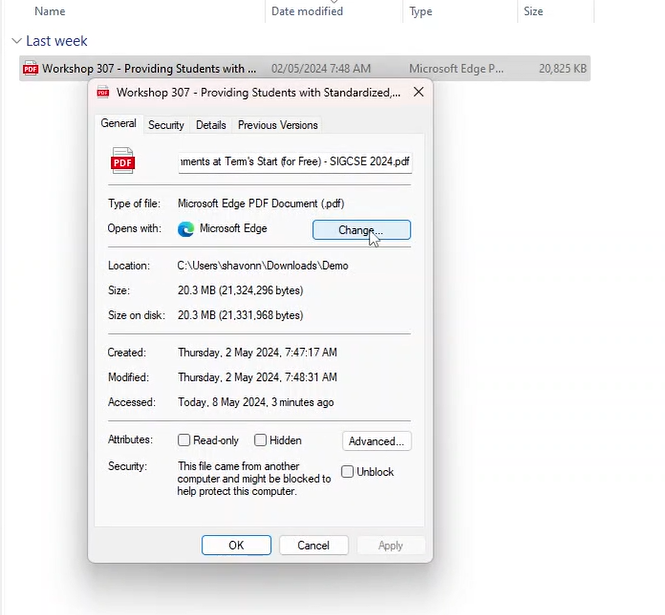 Name Date modified Type Size
Last week
PDF Workshop 307 - Providing Students with ... 02/05/2024 7:48 AM Microsoft Edge P... 20,825 KB
PDF Workshop 307 - Providing Students with Standardized,...
General Security Details Previous Versions
PDF nments at Term's Start (for Free) - SIGCSE 2024.pdf
Type of file: Microsoft Edge PDF Document (.pdf)
Opens with: Microsoft Edge Change...
Location: C:\Users\shavonn\Downloads\Demo
Size: 20.3 MB (21,324,296 bytes)
Size on disk: 20.3 MB (21,331,968 bytes)
Created: Thursday, 2 May 2024, 7:47:17 AM
Modified: Thursday, 2 May 2024, 7:48:31 AM
Accessed: Today, 8 May 2024, 3 minutes ago
Attributes: Read-only Hidden Advanced...
Security: This file came from another
computer and might be blocked to Unblock
help protect this computer.
OK Cancel Apply